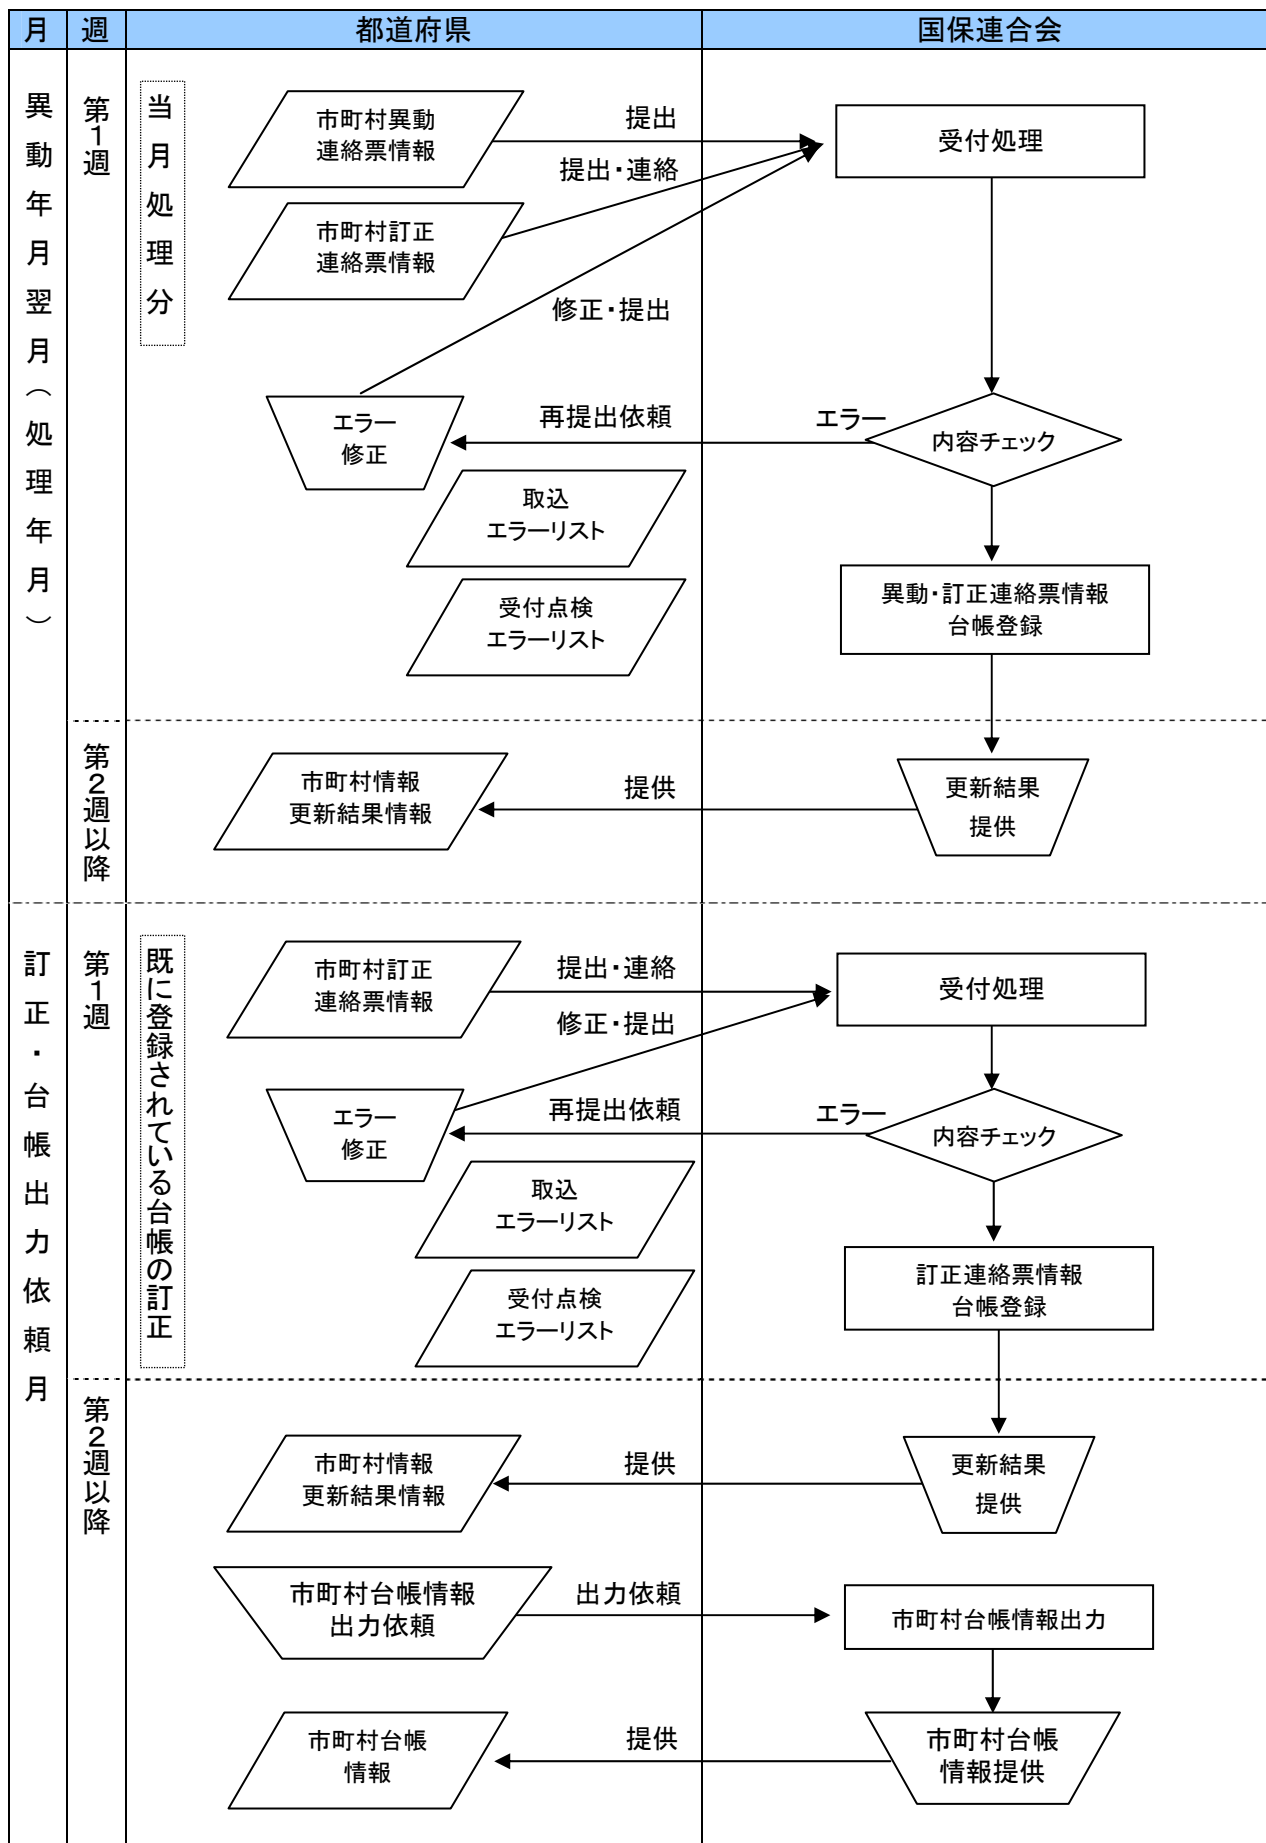 月
週
都道府県
国保連合会
異動年月翌月（処理年月）
第1週
当月処理分
市町村異動
連絡票情報
提出
受付処理
提出・連絡
市町村訂正
連絡票情報
修正・提出
エラー
修正
再提出依頼
エラー
内容チェック
取込
エラーリスト
受付点検
エラーリスト
異動・訂正連絡票情報
台帳登録
第2週以降
市町村情報
更新結果情報
提供
更新結果
提供
訂正・台帳出力依頼月
第1週
既に登録されている台帳の訂正
市町村訂正
連絡票情報
提出・連絡
受付処理
修正・提出
エラー
修正
再提出依頼
エラー
内容チェック
取込
エラーリスト
受付点検
エラーリスト
訂正連絡票情報
台帳登録
第2週以降
市町村情報
更新結果情報
提供
更新結果
提供
市町村台帳情報
出力依頼
出力依頼
市町村台帳情報出力
市町村台帳
情報
提供
市町村台帳
情報提供